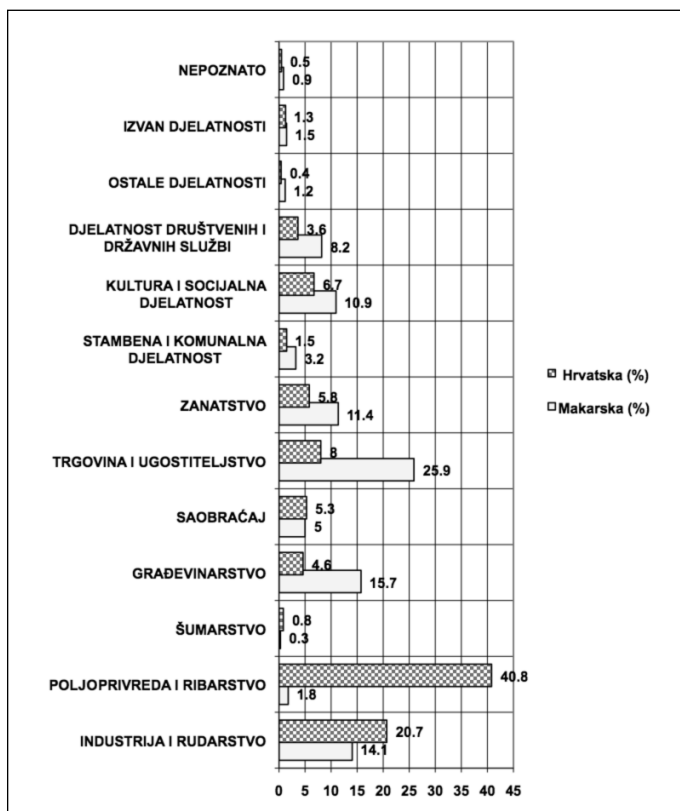 NEPOZNATO
0.5
0.9
IZVAN DJELATNOSTI
1.3
1.5
OSTALE DJELATNOSTI
0.4
1.2
DJELATNOST DRUŠTVENIH I
DRŽAVNIH SLUŽBI
3.6
8.2
KULTURA I SOCIJALNA
DJELATNOST
6.7
10.9
STAMBENA I KOMUNALNA
DJELATNOST
1.5
3.2
ZANATSTVO
5.8
11.4
TRGOVINA I UGOSTITELJSTVO
8
25.9
SAOBRAĆAJ
5.3
5
GRAĐEVINARSTVO
4.6
15.7
ŠUMARSTVO
0.8
0.3
POLJOPRIVREDA I RIBARSTVO
40.8
1.8
INDUSTRIJA I RUDARSTVO
20.7
14.1
0 5 10 15 20 25 30 35 40 45
Hrvatska (%)
Makarska (%)